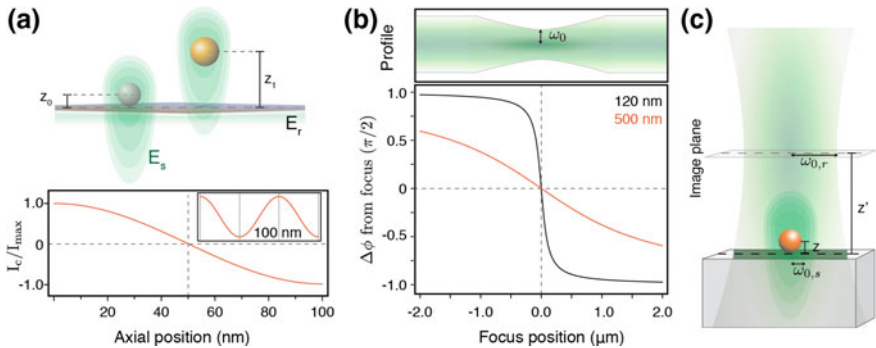 (a)
z₀
z₁
Eₛ
Eᵣ
I_c/I_max
1.0
0
-1.0
100 nm
0
20
40
60
80
100
Axial position (nm)
(b)
Profile
ω₀
Δϕ from focus (π/2)
1.0
0.5
0
-0.5
-1.0
120 nm
500 nm
-2.0
-1.0
0.0
1.0
2.0
Focus position (μm)
(c)
Image plane
ω₀,ᵣ
z'
z
ω₀,ₛ